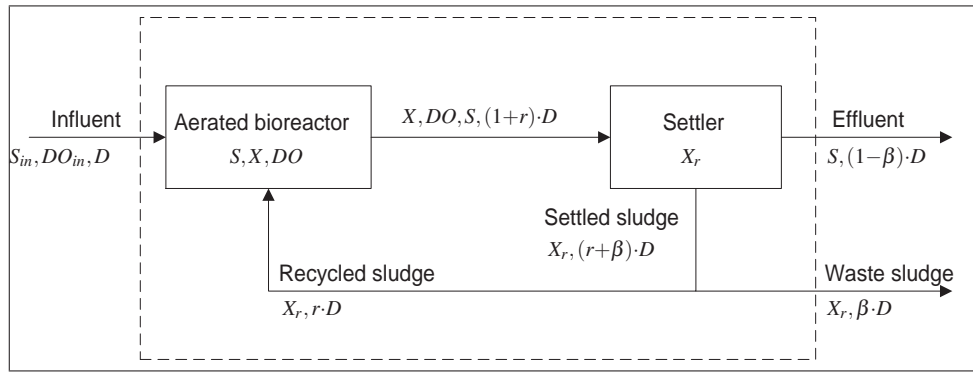 Influent
S_in, DO_in, D
Aerated bioreactor
S, X, DO
X, DO, S, (1+r)·D
Settler
X_r
Effluent
S, (1−β)·D
Settled sludge
X_r, (r+β)·D
Recycled sludge
X_r, r·D
Waste sludge
X_r, β·D